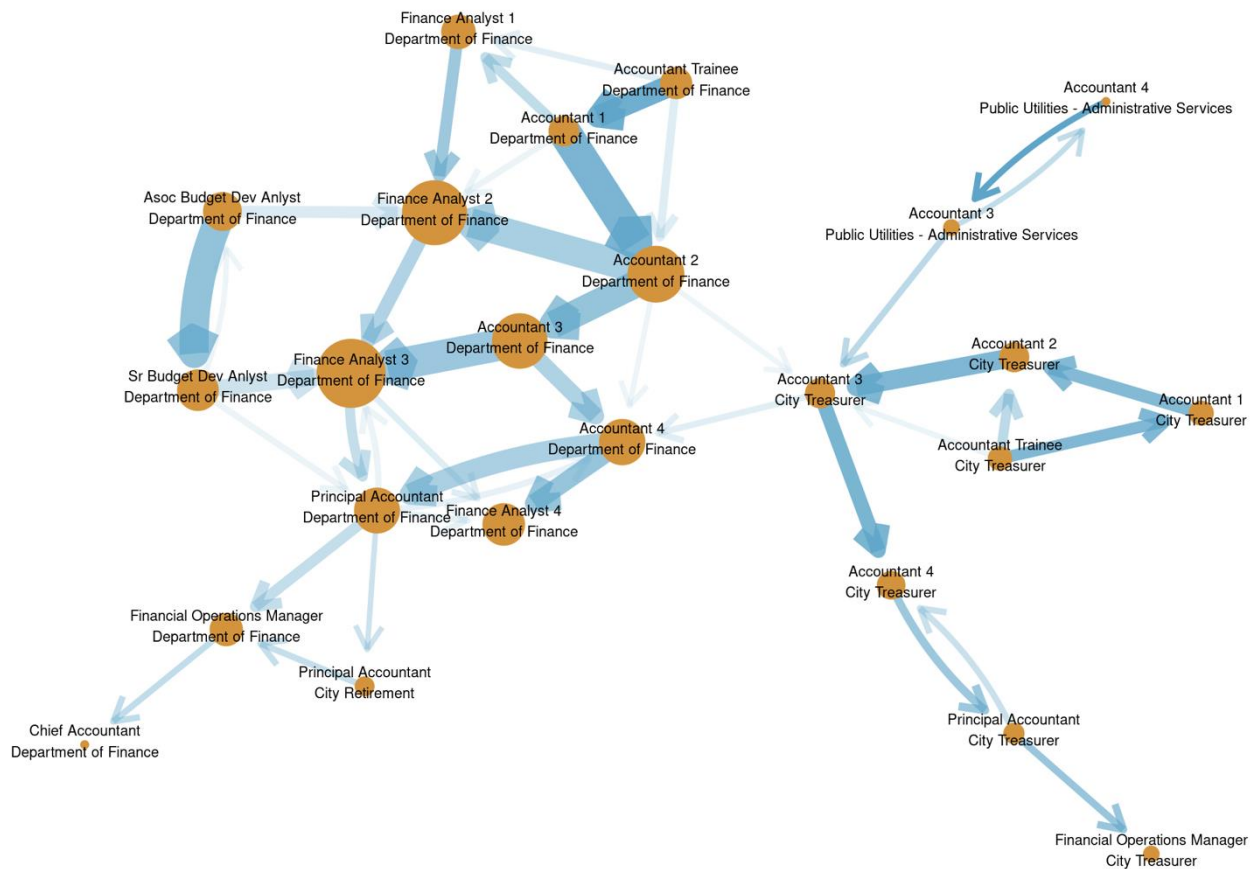 Finance Analyst 1
Department of Finance
Accountant Trainee
Department of Finance
Accountant 4
Public Utilities - Administrative Services
Accountant 1
Department of Finance
Asoc Budget Dev Anlyst
Department of Finance
Finance Analyst 2
Department of Finance
Accountant 3
Public Utilities - Administrative Services
Accountant 2
Department of Finance
Accountant 3
Department of Finance
Accountant 2
City Treasurer
Finance Analyst 3
Department of Finance
Sr Budget Dev Anlyst
Department of Finance
Accountant 3
City Treasurer
Accountant 1
City Treasurer
Accountant 4
Department of Finance
Accountant Trainee
City Treasurer
Principal Accountant
Department of Finance
Finance Analyst 4
Department of Finance
Accountant 4
City Treasurer
Financial Operations Manager
Department of Finance
Principal Accountant
City Retirement
Principal Accountant
City Treasurer
Chief Accountant
Department of Finance
Financial Operations Manager
City Treasurer